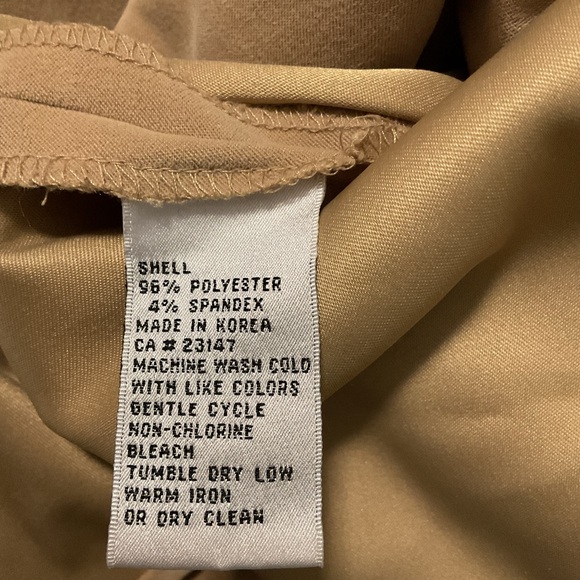 SHELL
96% POLYESTER
4% SPANDEX
MADE IN KOREA
CA # 23147
MACHINE WASH COLD
WITH LIKE COLORS
GENTLE CYCLE
NON-CHLORINE
BLEACH
TUMBLE DRY LOW
WARM IRON
OR DRY CLEAN